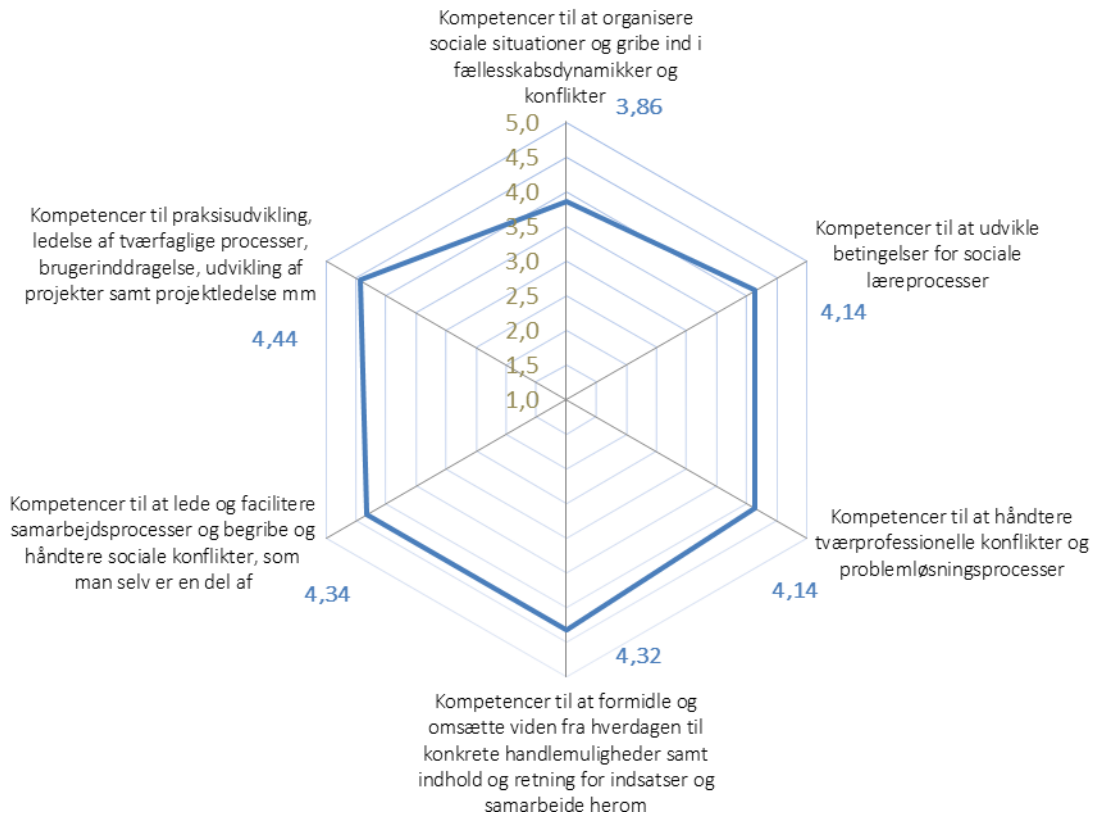 Kompetencer til at organisere
sociale situationer og gribe ind i
fællesskabsdynamikker og
konflikter
3,86
5,0
4,5
4,0
3,5
3,0
2,5
2,0
1,5
1,0
Kompetencer til at udvikle
betingelser for sociale
læreprocesser
4,14
Kompetencer til at håndtere
tværprofessionelle konflikter og
problemløsningsprocesser
4,14
4,32
Kompetencer til at formidle og
omsætte viden fra hverdagen til
konkrete handlemuligheder samt
indhold og retning for indsatser og
samarbejde herom
Kompetencer til at lede og facilitere
samarbejdsprocesser og begribe og
håndtere sociale konflikter, som
man selv er en del af
4,34
Kompetencer til praksisudvikling,
ledelse af tværfaglige processer,
brugerinddragelse, udvikling af
projekter samt projektledelse mm
4,44